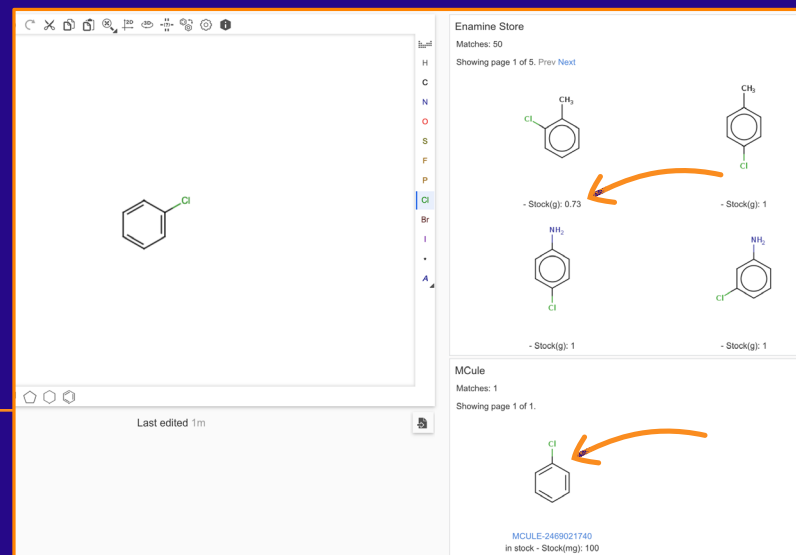 2D
3D
H
C
N
O
S
F
P
Cl
Br
I
A
Cl
Last edited 1m
Enamine Store
Matches: 50
Showing page 1 of 5. Prev Next
CH3
Cl
- Stock(g): 0.73
CH3
Cl
- Stock(g): 1
NH2
Cl
- Stock(g): 1
NH2
Cl
- Stock(g): 1
MCule
Matches: 1
Showing page 1 of 1.
Cl
MCULE-2469021740
in stock - Stock(mg): 100